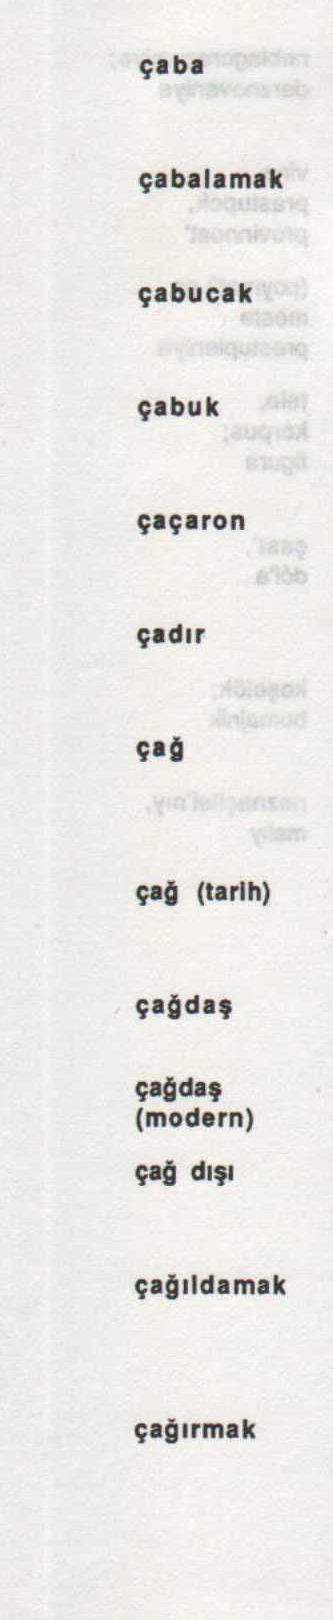 çaba
çabalamak
çabucak
çabuk
çaçaron
çadır
çağ
çağ (tarih)
çağdaş
çağdaş
(modern)
çağ dışı
çağıldamak
çağırmak